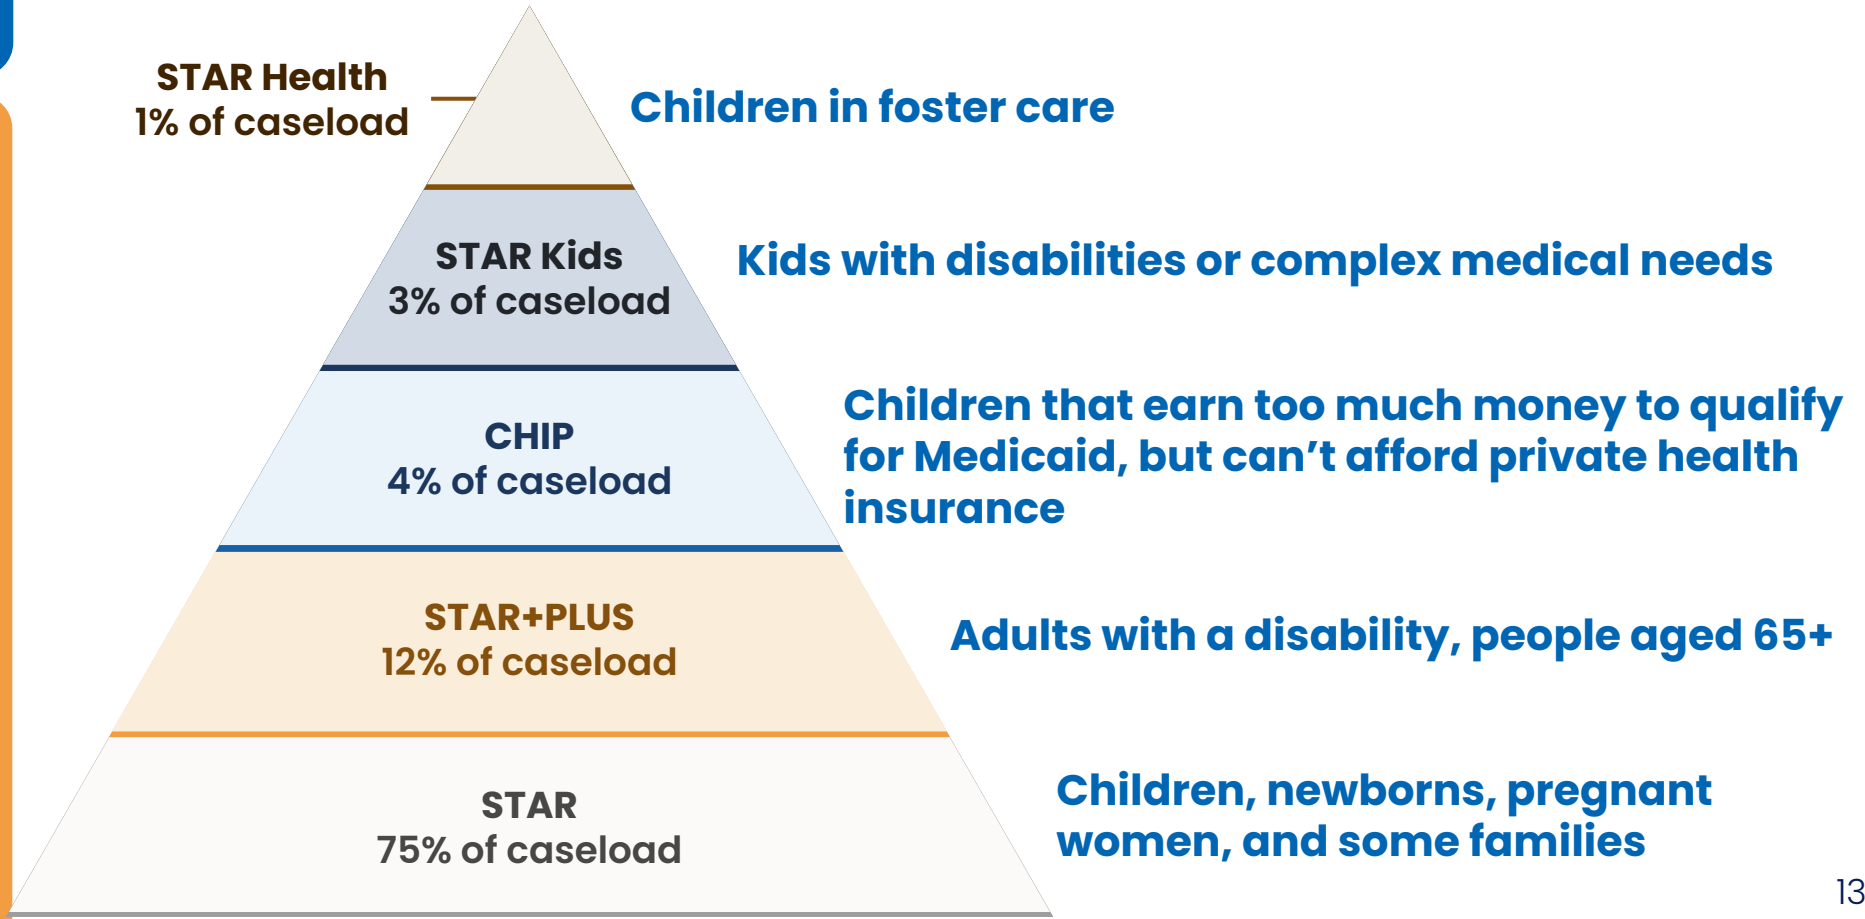 STAR Health
1% of caseload
Children in foster care
STAR Kids
3% of caseload
Kids with disabilities or complex medical needs
CHIP
4% of caseload
Children that earn too much money to qualify
for Medicaid, but can’t afford private health
insurance
STAR+PLUS
12% of caseload
Adults with a disability, people aged 65+
STAR
75% of caseload
Children, newborns, pregnant
women, and some families
13